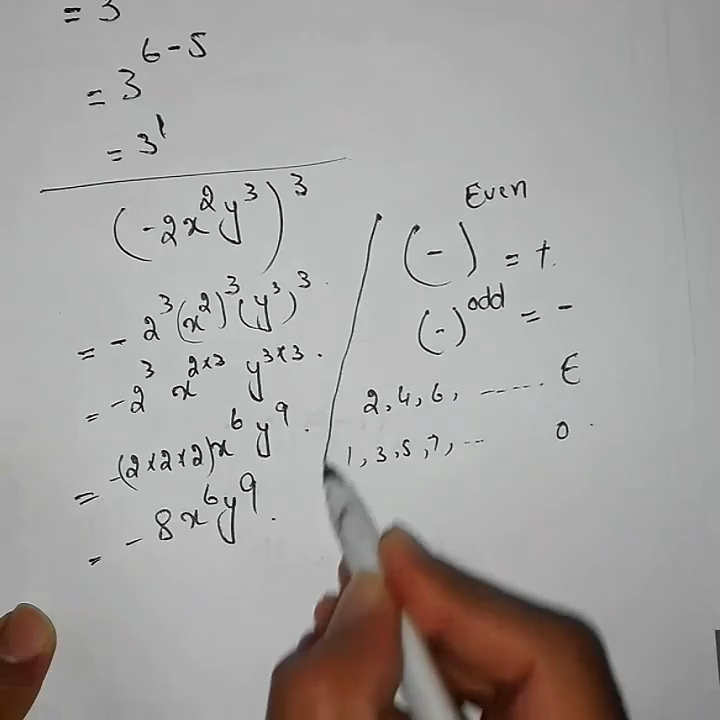 = 3
= 3^{6-5}
= 3^1
(-2x^2y^3)^3
= -2^3(x^2)^3(y^3)^3.
= -2^3 x^{2×3} y^{3×3}.
= -(2×2×2)x^6y^9.
= -8x^6y^9.
(-)^{Even} = +.
(-)^{odd} = -
2,4,6, ------. E
1,3,5,7,... 0.